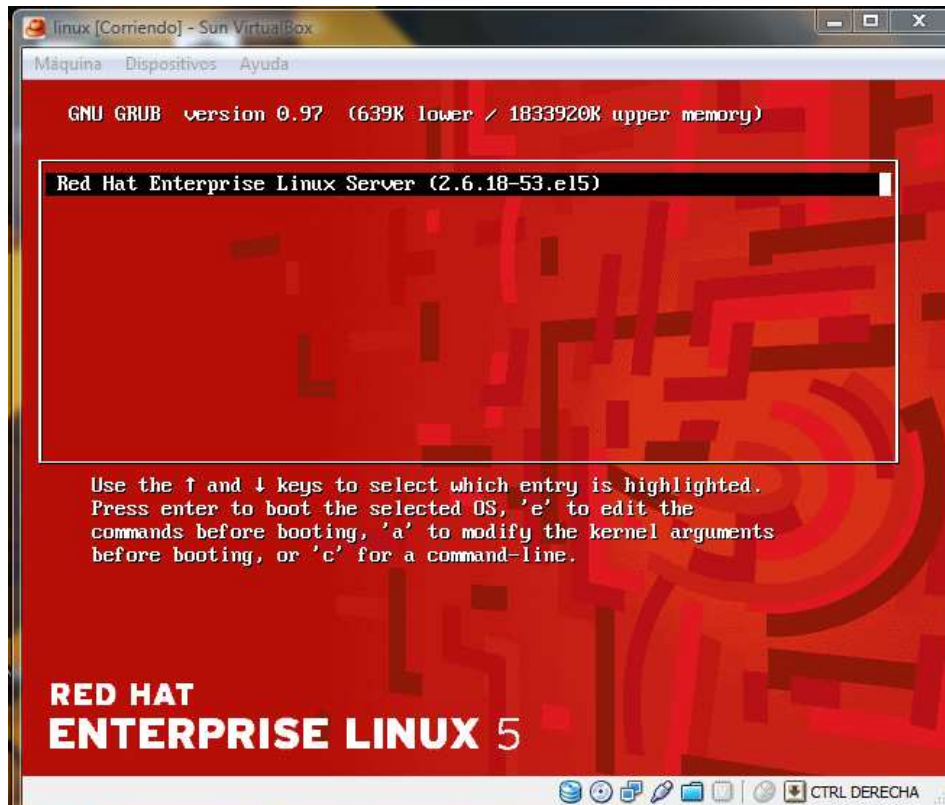 linux [Corriendo] - Sun VirtualBox
Máquina Dispositivos Ayuda
GNU GRUB version 0.97 (639K lower / 1833920K upper memory)
Red Hat Enterprise Linux Server (2.6.18-53.el5)
Use the ↑ and ↓ keys to select which entry is highlighted.
Press enter to boot the selected OS, 'e' to edit the
commands before booting, 'a' to modify the kernel arguments
before booting, or 'c' for a command-line.
RED HAT
ENTERPRISE LINUX 5
CTRL DERECHA